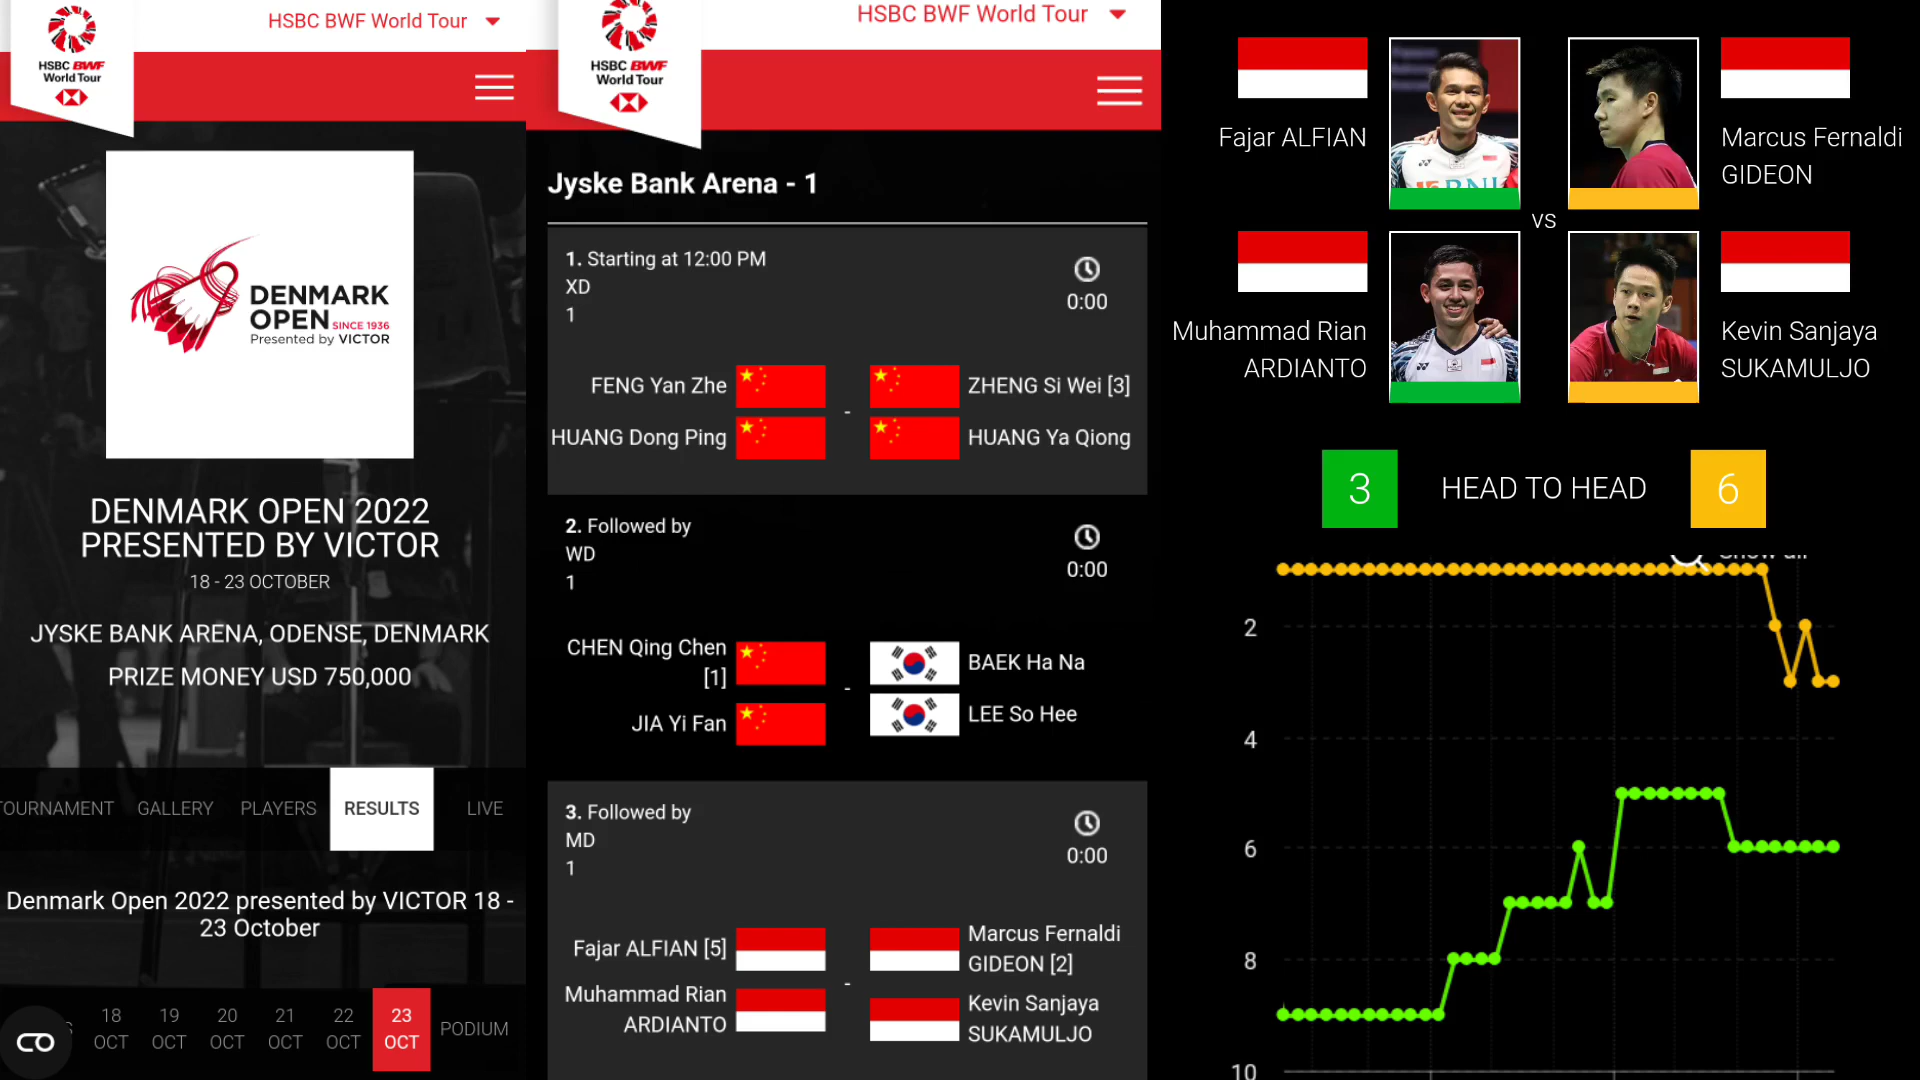 HSBC BWF World Tour
HSBC BWF
World Tour
DENMARK
OPEN SINCE 1936
Presented by VICTOR
DENMARK OPEN 2022
PRESENTED BY VICTOR
18 - 23 OCTOBER
JYSKE BANK ARENA, ODENSE, DENMARK
PRIZE MONEY USD 750,000
TOURNAMENT GALLERY PLAYERS RESULTS LIVE
Denmark Open 2022 presented by VICTOR 18 -
23 October
18 OCT
19 OCT
20 OCT
21 OCT
22 OCT
23 OCT
PODIUM
HSBC BWF World Tour
HSBC BWF
World Tour
Jyske Bank Arena - 1
1. Starting at 12:00 PM
XD
1
0:00
FENG Yan Zhe
HUANG Dong Ping
-
ZHENG Si Wei [3]
HUANG Ya Qiong
2. Followed by
WD
1
0:00
CHEN Qing Chen
[1]
JIA Yi Fan
-
BAEK Ha Na
LEE So Hee
3. Followed by
MD
1
0:00
Fajar ALFIAN [5]
Muhammad Rian
ARDIANTO
-
Marcus Fernaldi
GIDEON [2]
Kevin Sanjaya
SUKAMULJO
Fajar ALFIAN
Muhammad Rian
ARDIANTO
BNI
VS
Marcus Fernaldi
GIDEON
Kevin Sanjaya
SUKAMULJO
3 HEAD TO HEAD 6
Show all
2
4
6
8
10